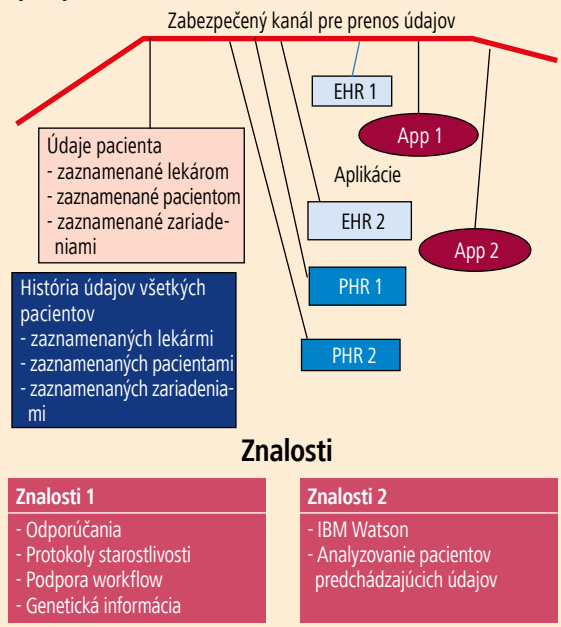 Zabezpečený kanál pre prenos údajov
EHR 1
App 1
Údaje pacienta
- zaznamenané lekárom
- zaznamenané pacientom
- zaznamenané zariade-
niami
Aplikácie
EHR 2
App 2
História údajov všetkých
pacientov
- zaznamenaných lekármi
- zaznamenaných pacientami
- zaznamenaných zariadenia-
mi
PHR 1
PHR 2
Znalosti
Znalosti 1
- Odporúčania
- Protokoly starostlivosti
- Podpora workflow
- Genetická informácia
Znalosti 2
- IBM Watson
- Analyzovanie pacientov
predchádzajúcich údajov